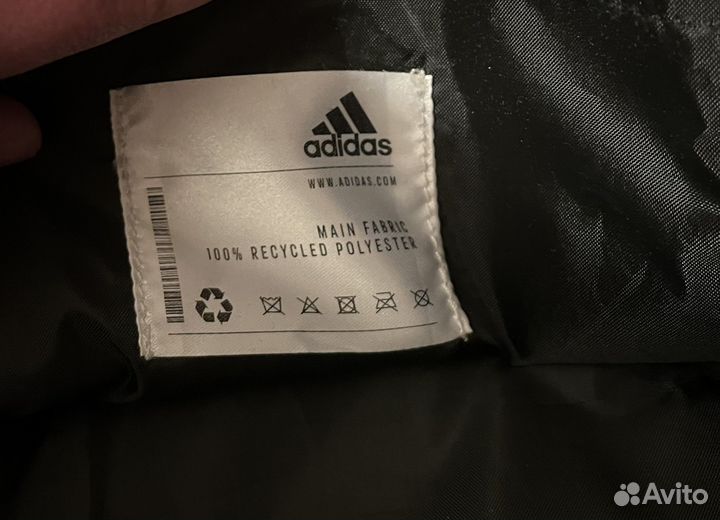 adidas
WWW.ADIDAS.COM
MAIN FABRIC
100% RECYCLED POLYESTER
Avito